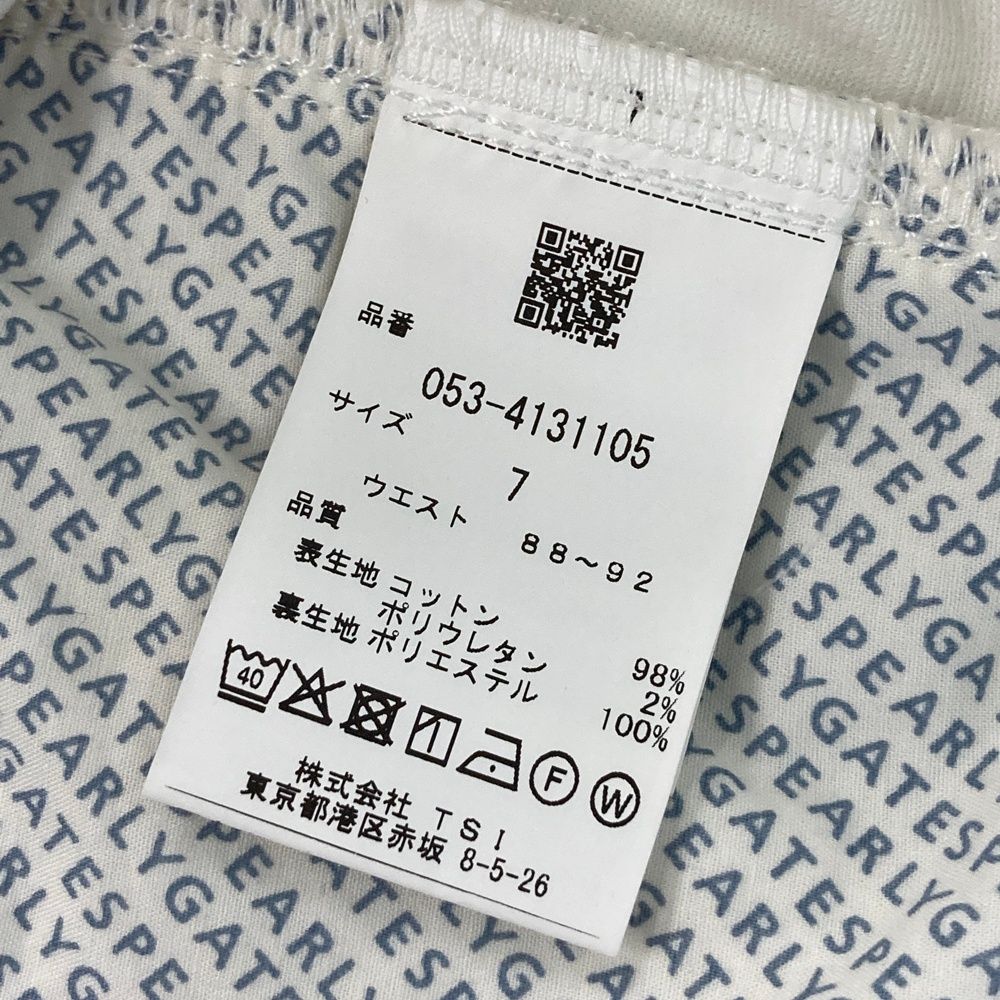 品番
053-4131105
サイズ
7
ウエスト 88～92
品質
表生地 コットン 98%
ポリウレタン 2%
裏生地 ポリエステル 100%
40 F W
株式会社 TSI
東京都港区赤坂 8-5-26
PEARLYGATES